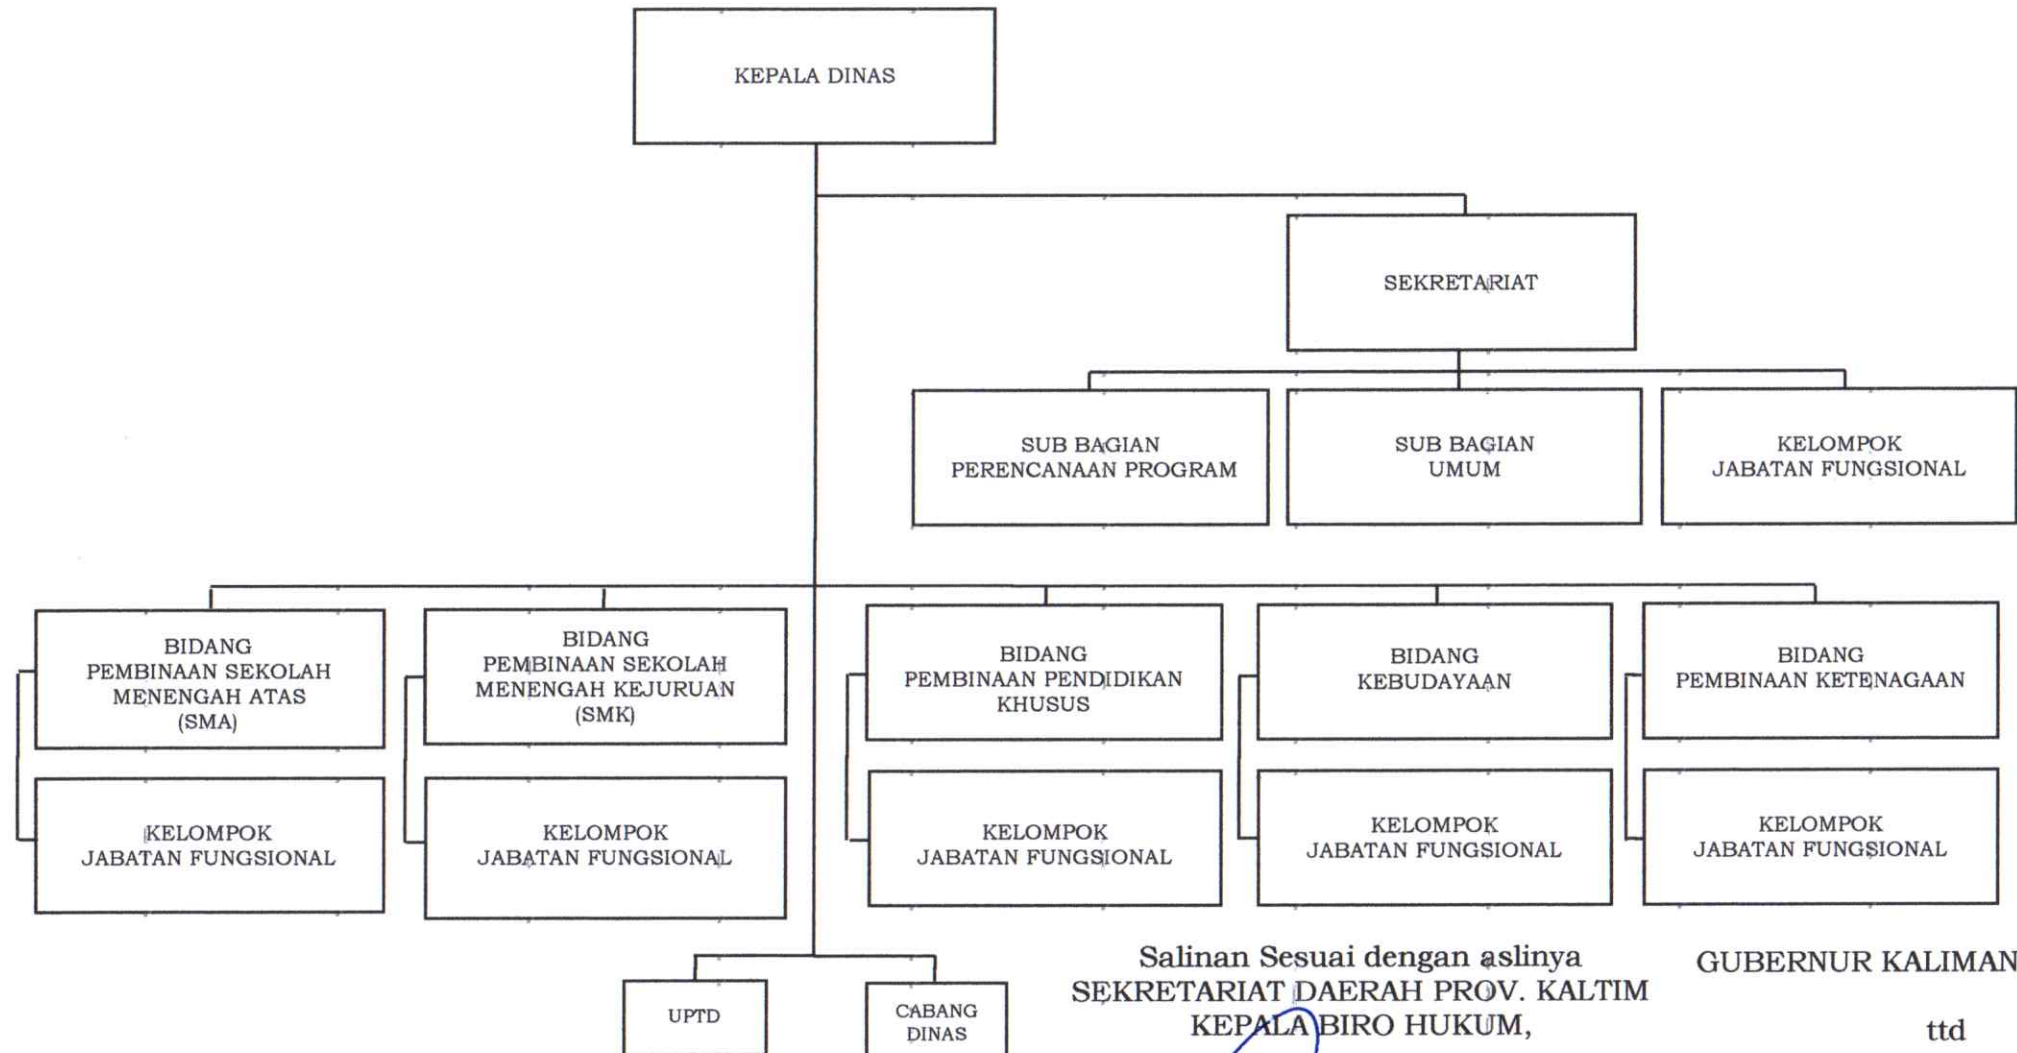 KEPALA DINAS
SEKRETARIAT
SUB BAGIAN
PERENCANAAN PROGRAM
SUB BAGIAN
UMUM
KELOMPOK
JABATAN FUNGSIONAL
BIDANG
PEMBINAAN SEKOLAH
MENENGAH ATAS
(SMA)
BIDANG
PEMBINAAN SEKOLAH
MENENGAH KEJURUAN
(SMK)
BIDANG
PEMBINAAN PENDIDIKAN
KHUSUS
BIDANG
KEBUDAYAAN
BIDANG
PEMBINAAN KETENAGAAN
KELOMPOK
JABATAN FUNGSIONAL
KELOMPOK
JABATAN FUNGSIONAL
KELOMPOK
JABATAN FUNGSIONAL
KELOMPOK
JABATAN FUNGSIONAL
KELOMPOK
JABATAN FUNGSIONAL
UPTD
CABANG
DINAS
Salinan Sesuai dengan aslinya
SEKRETARIAT DAERAH PROV. KALTIM
KEPALA BIRO HUKUM,
GUBERNUR KALIMAN
ttd